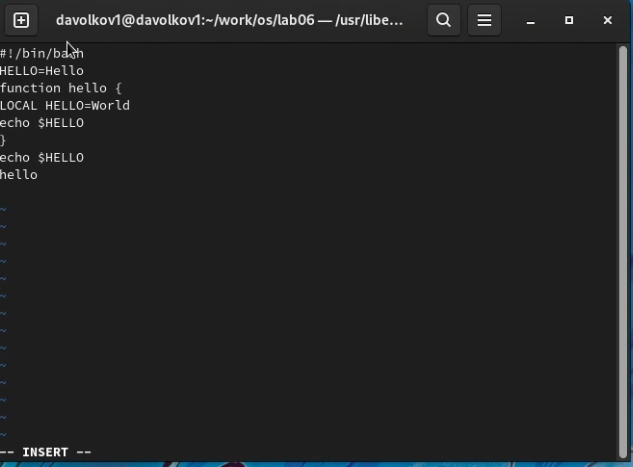 davolkov1@davolkov1:~/work/os/lab06 — /usr/libe...
#!/bin/bash
HELLO=Hello
function hello {
LOCAL HELLO=World
echo $HELLO
}
echo $HELLO
hello
~
~
~
~
~
~
~
~
~
~
~
~
~
~
-- INSERT --